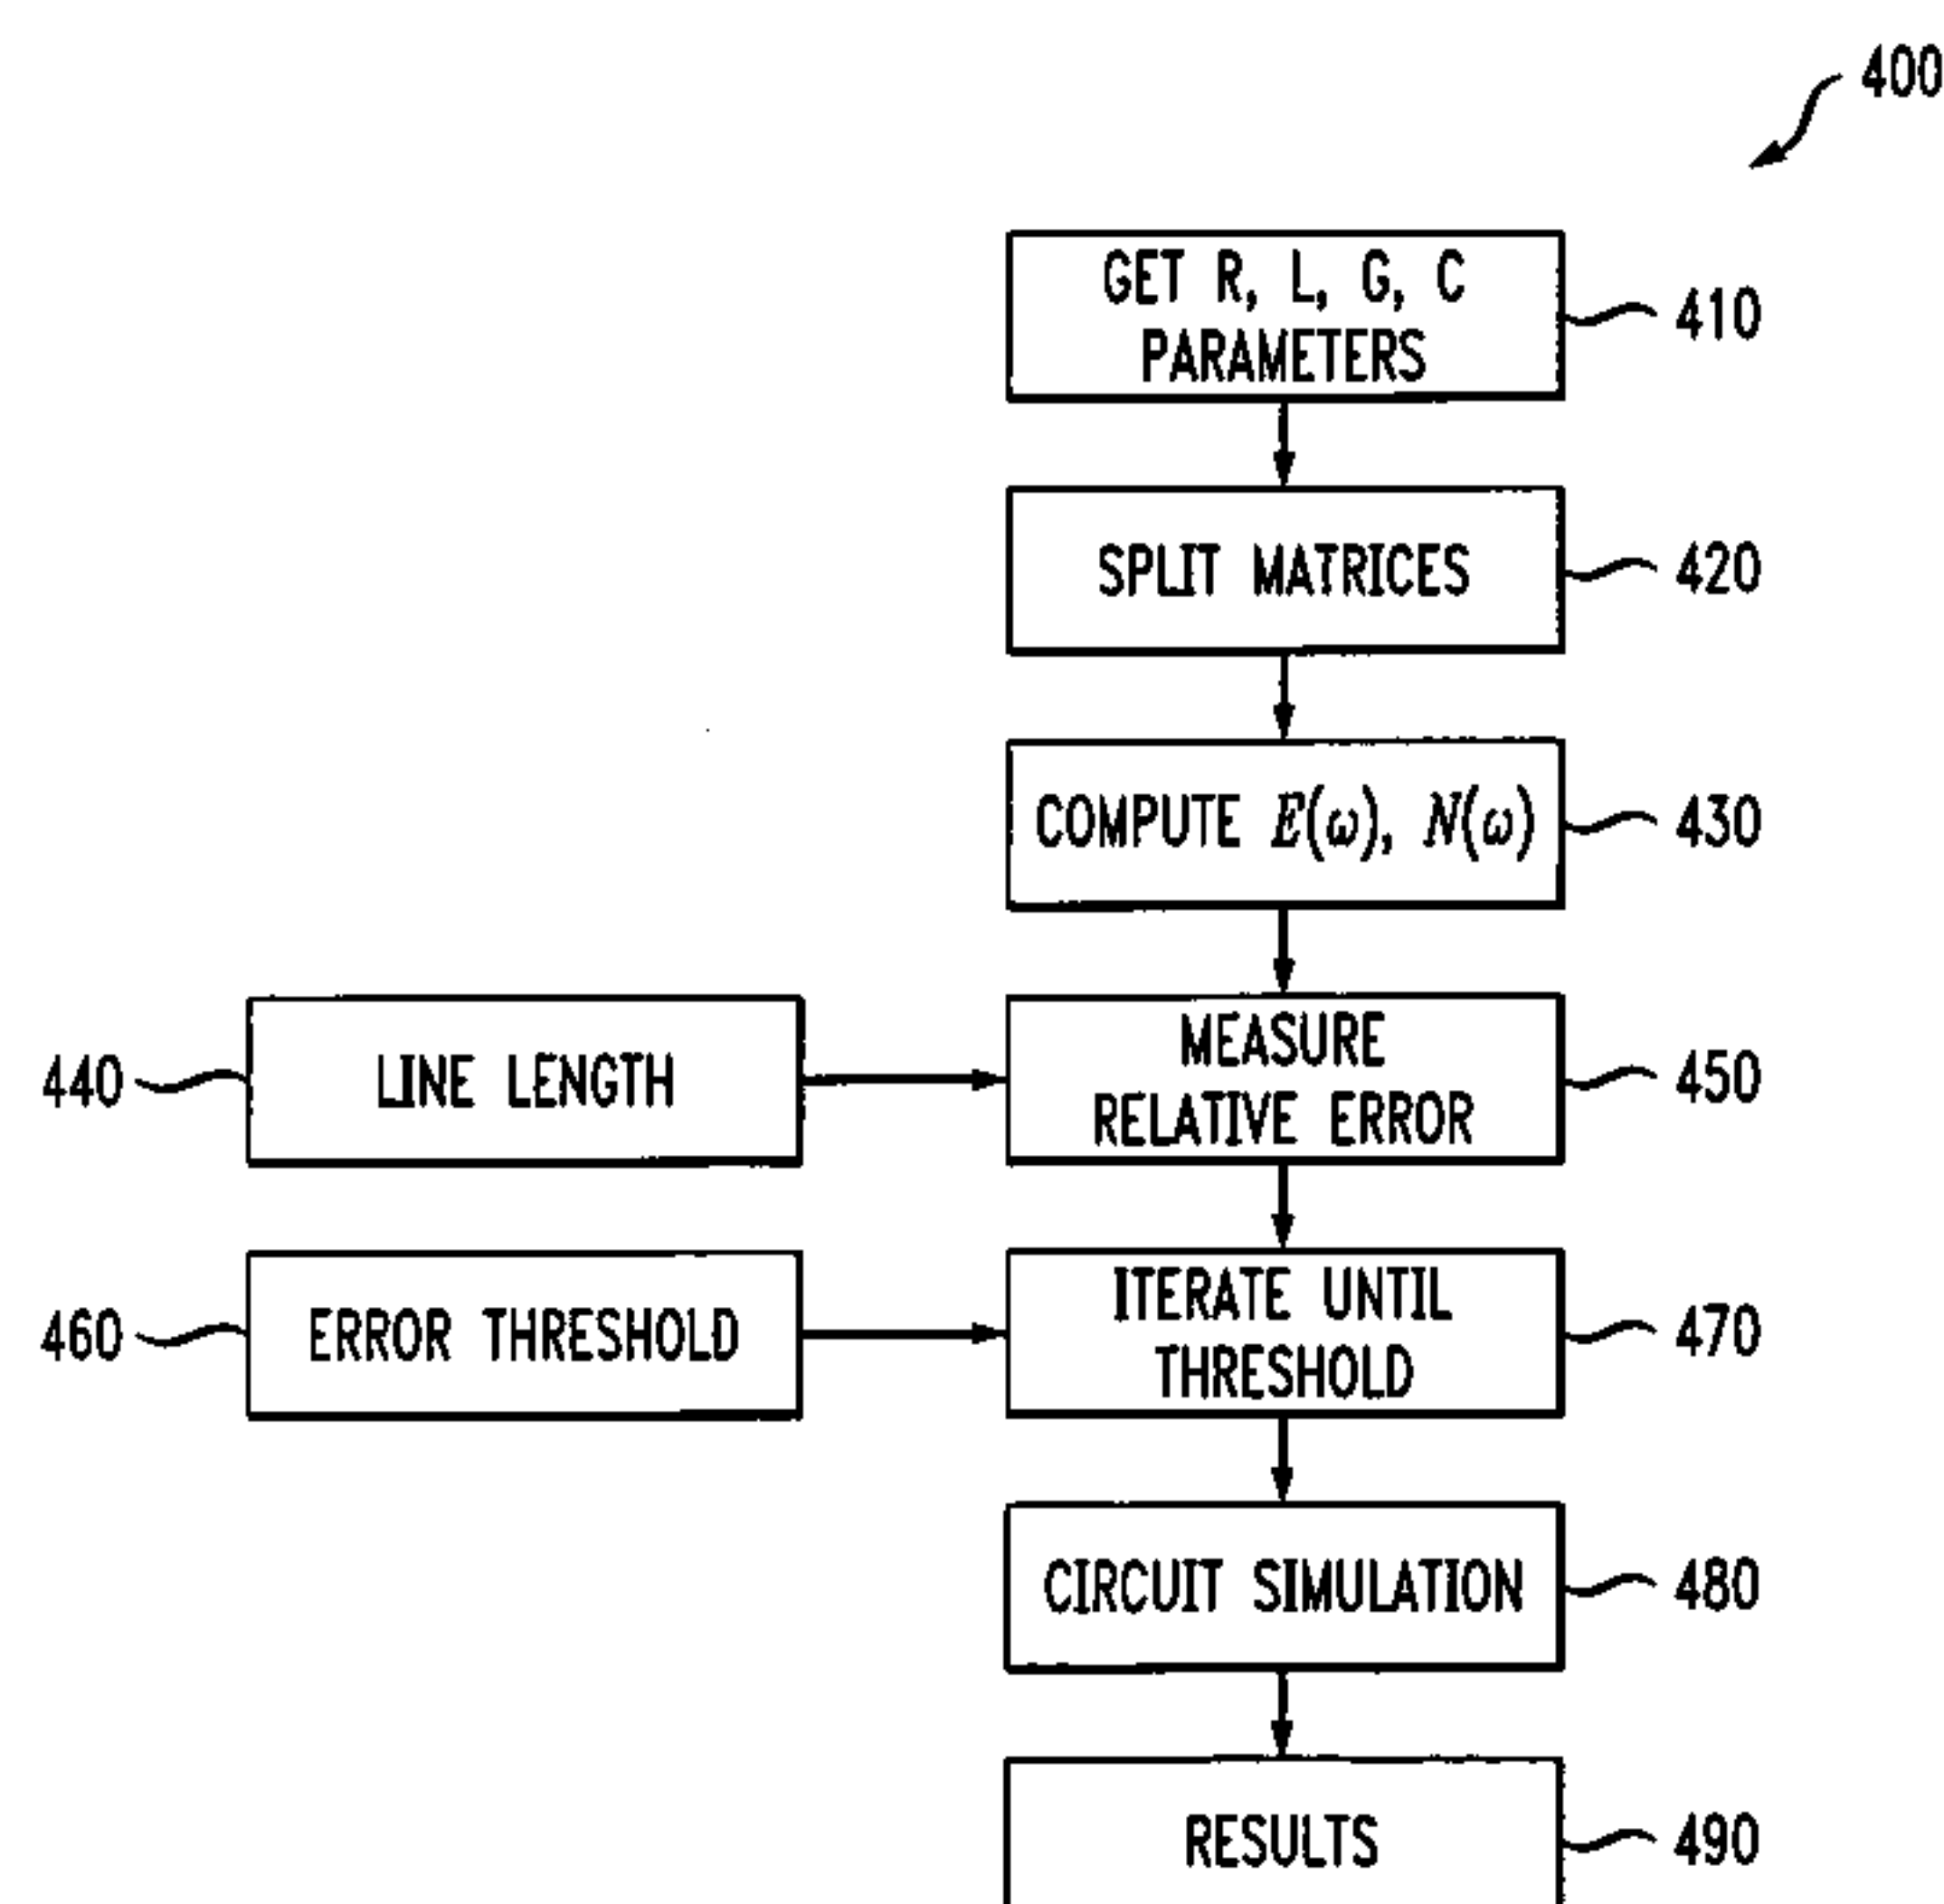 400
GET R, L, G, C
PARAMETERS
410
SPLIT MATRICES
420
COMPUTE E(ω), N(ω)
430
440
LINE LENGTH
MEASURE
RELATIVE ERROR
450
460
ERROR THRESHOLD
ITERATE UNTIL
THRESHOLD
470
CIRCUIT SIMULATION
480
RESULTS
490